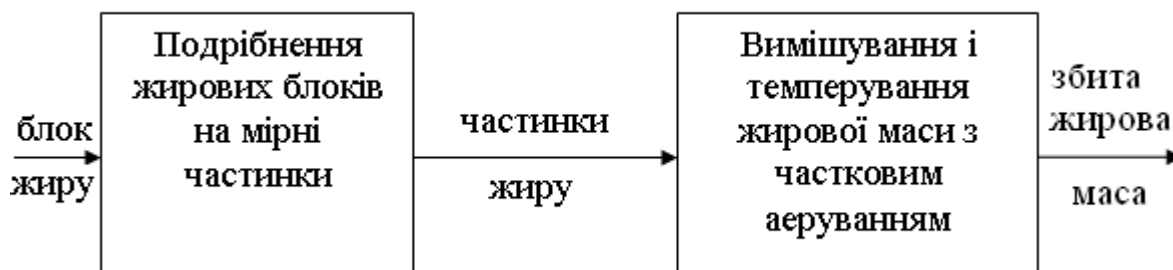 блок
жиру
Подрібнення
жирових блоків
на мірні
частинки
частинки
жиру
Вимішування і
темперування
жирової маси з
частковим
аеруванням
збита
жирова
маса